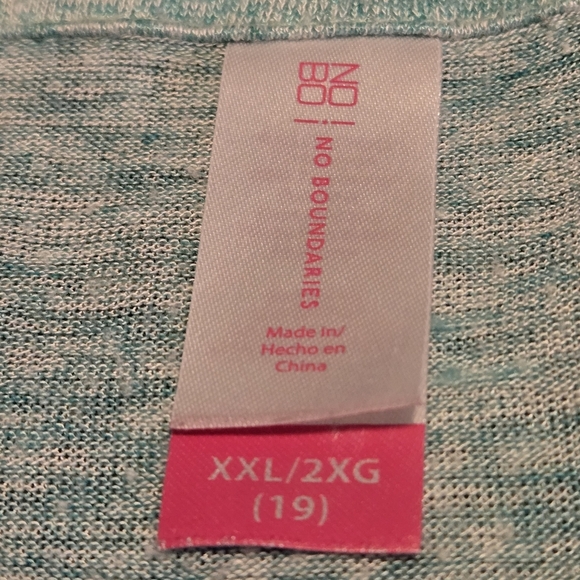 NO!
BO!
NO BOUNDARIES
Made In/
Hecho en
China
XXL/2XG
(19)